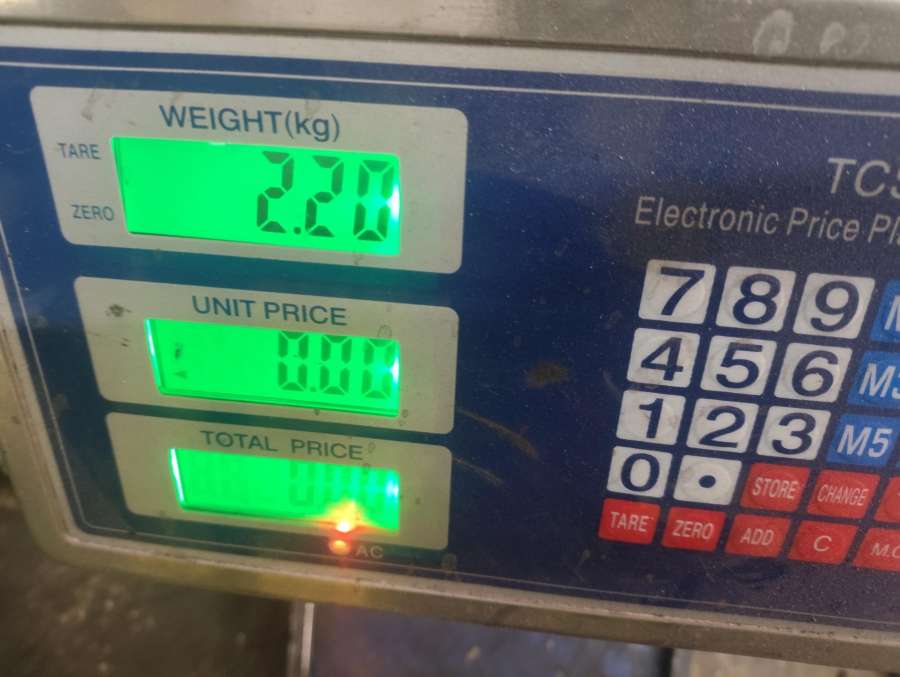 WEIGHT(kg)
TARE
2.20
ZERO
UNIT PRICE
0.00
TOTAL PRICE
AC
TCS
Electronic Price
7 8 9
4 5 6
1 2 3 M5
0 . STORE CHANGE
TARE ZERO ADD C